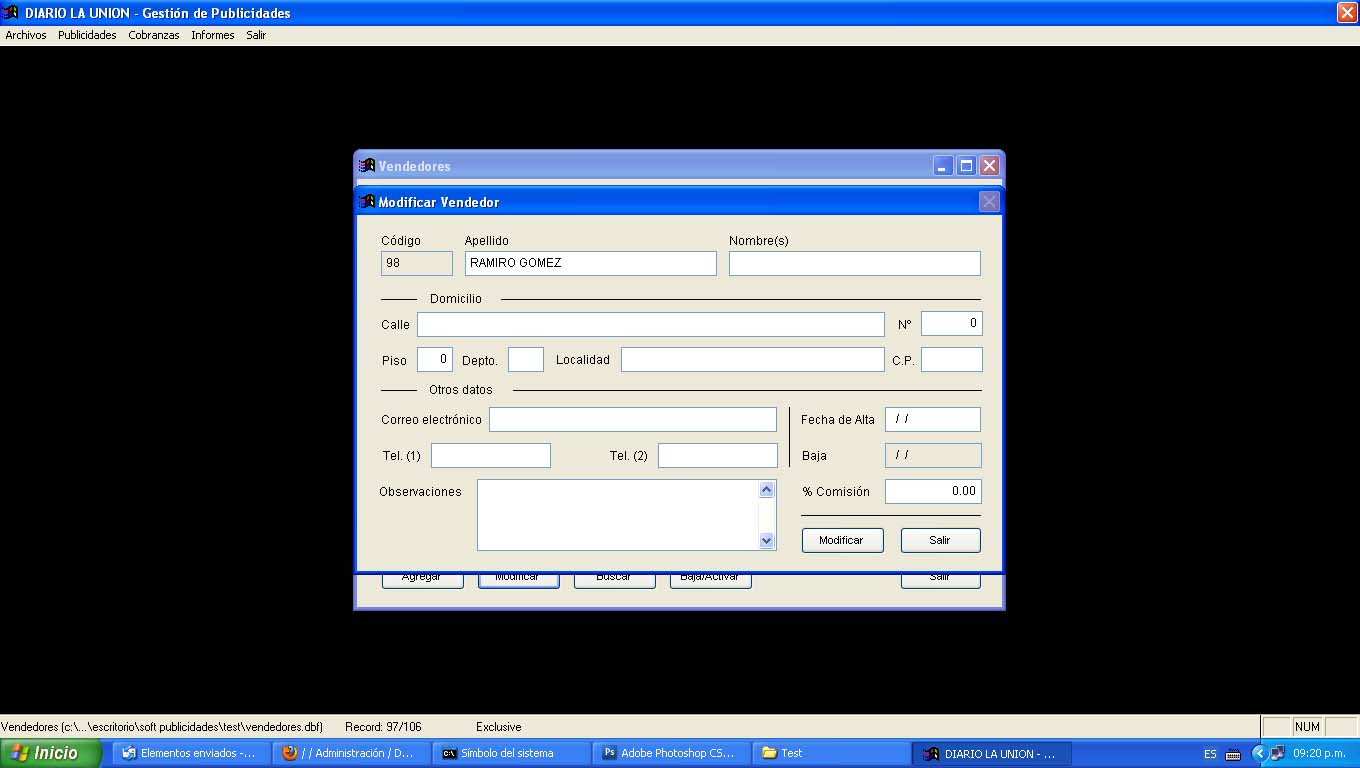 DIARIO LA UNION - Gestión de Publicidades
Archivos Publicidades Cobranzas Informes Salir
Vendedores
Modificar Vendedor
Código Apellido Nombre(s)
98 RAMIRO GOMEZ
Domicilio
Calle Nº 0
Piso 0 Depto. Localidad C.P.
Otros datos
Correo electrónico Fecha de Alta / /
Tel. (1) Tel. (2) Baja / /
Observaciones % Comisión 0.00
Modificar Salir
Agregar Modificar Buscar Baja/Activar Salir
Vendedores (c:\...\escritorio\soft publicidades\test\vendedores.dbf) Record: 97/106 Exclusive NUM
Inicio Elementos enviados -... / / Administración / D... Símbolo del sistema Adobe Photoshop CS... Test DIARIO LA UNION - ... ES 09:20 p.m.